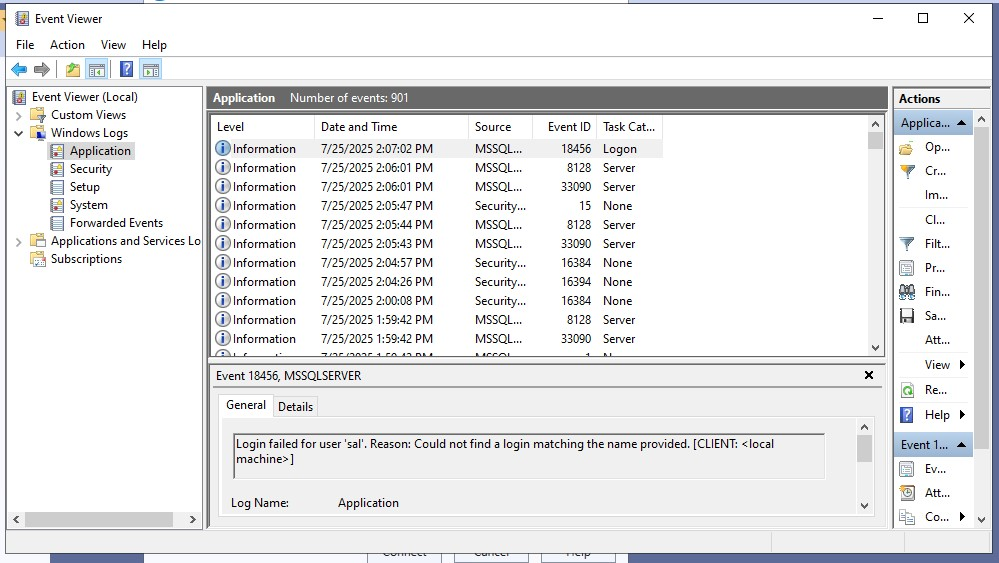 Event Viewer
File Action View Help
Event Viewer (Local)
Custom Views
Windows Logs
Application
Security
Setup
System
Forwarded Events
Applications and Services Lo
Subscriptions
Application Number of events: 901
Level Date and Time Source Event ID Task Cat...
Information 7/25/2025 2:07:02 PM MSSQL... 18456 Logon
Information 7/25/2025 2:06:01 PM MSSQL... 8128 Server
Information 7/25/2025 2:06:01 PM MSSQL... 33090 Server
Information 7/25/2025 2:05:47 PM Security... 15 None
Information 7/25/2025 2:05:44 PM MSSQL... 8128 Server
Information 7/25/2025 2:05:43 PM MSSQL... 33090 Server
Information 7/25/2025 2:04:57 PM Security... 16384 None
Information 7/25/2025 2:04:26 PM Security... 16394 None
Information 7/25/2025 2:00:08 PM Security... 16384 None
Information 7/25/2025 1:59:42 PM MSSQL... 8128 Server
Information 7/25/2025 1:59:42 PM MSSQL... 33090 Server
Event 18456, MSSQLSERVER
General Details
Login failed for user 'sal'. Reason: Could not find a login matching the name provided. [CLIENT: <local
machine>]
Log Name: Application
Actions
Applica...
Op...
Cr...
Im...
Cl...
Filt...
Pr...
Fin...
Sa...
Att...
View
Re...
Help
Event 1...
Ev...
Att...
Co...
Connect Cancel Help